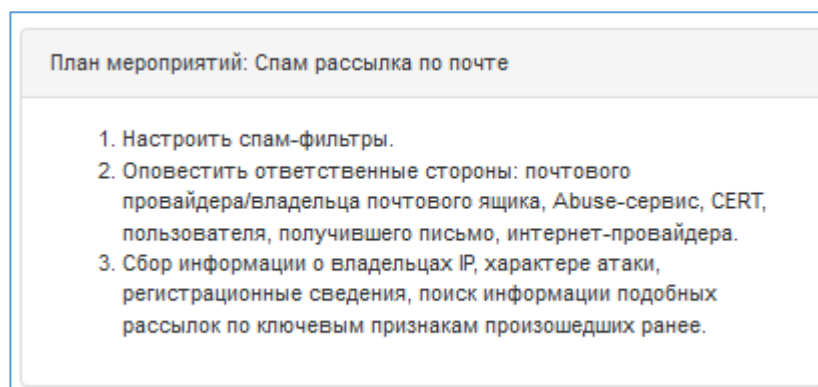 План мероприятий: Спам рассылка по почте
1. Настроить спам-фильтры.
2. Оповестить ответственные стороны: почтового
провайдера/владельца почтового ящика, Abuse-сервис, CERT,
пользователя, получившего письмо, интернет-провайдера.
3. Сбор информации о владельцах IP, характере атаки,
регистрационные сведения, поиск информации подобных
рассылок по ключевым признакам произошедших ранее.